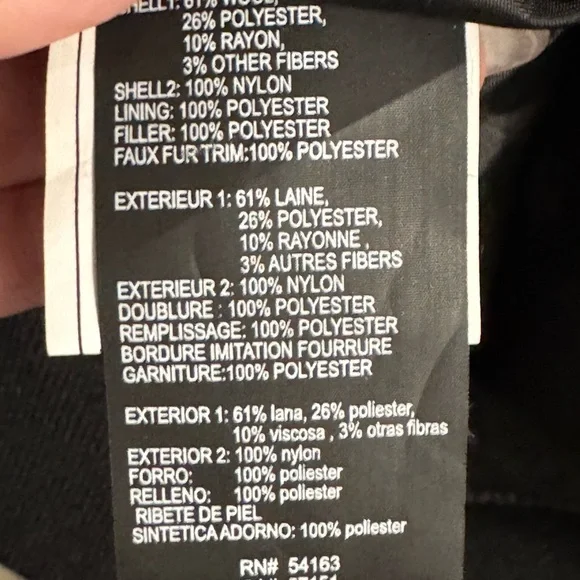 SHELL1: 61% WOOL,
26% POLYESTER,
10% RAYON,
3% OTHER FIBERS
SHELL2: 100% NYLON
LINING: 100% POLYESTER
FILLER: 100% POLYESTER
FAUX FUR TRIM:100% POLYESTER
EXTERIEUR 1: 61% LAINE,
26% POLYESTER,
10% RAYONNE ,
3% AUTRES FIBERS
EXTERIEUR 2: 100% NYLON
DOUBLURE : 100% POLYESTER
REMPLISSAGE: 100% POLYESTER
BORDURE IMITATION FOURRURE
GARNITURE:100% POLYESTER
EXTERIOR 1: 61% lana, 26% poliester,
10% viscosa , 3% otras fibras
EXTERIOR 2: 100% nylon
FORRO: 100% poliester
RELLENO: 100% poliester
RIBETE DE PIEL
SINTETICA ADORNO: 100% poliester
RN# 54163